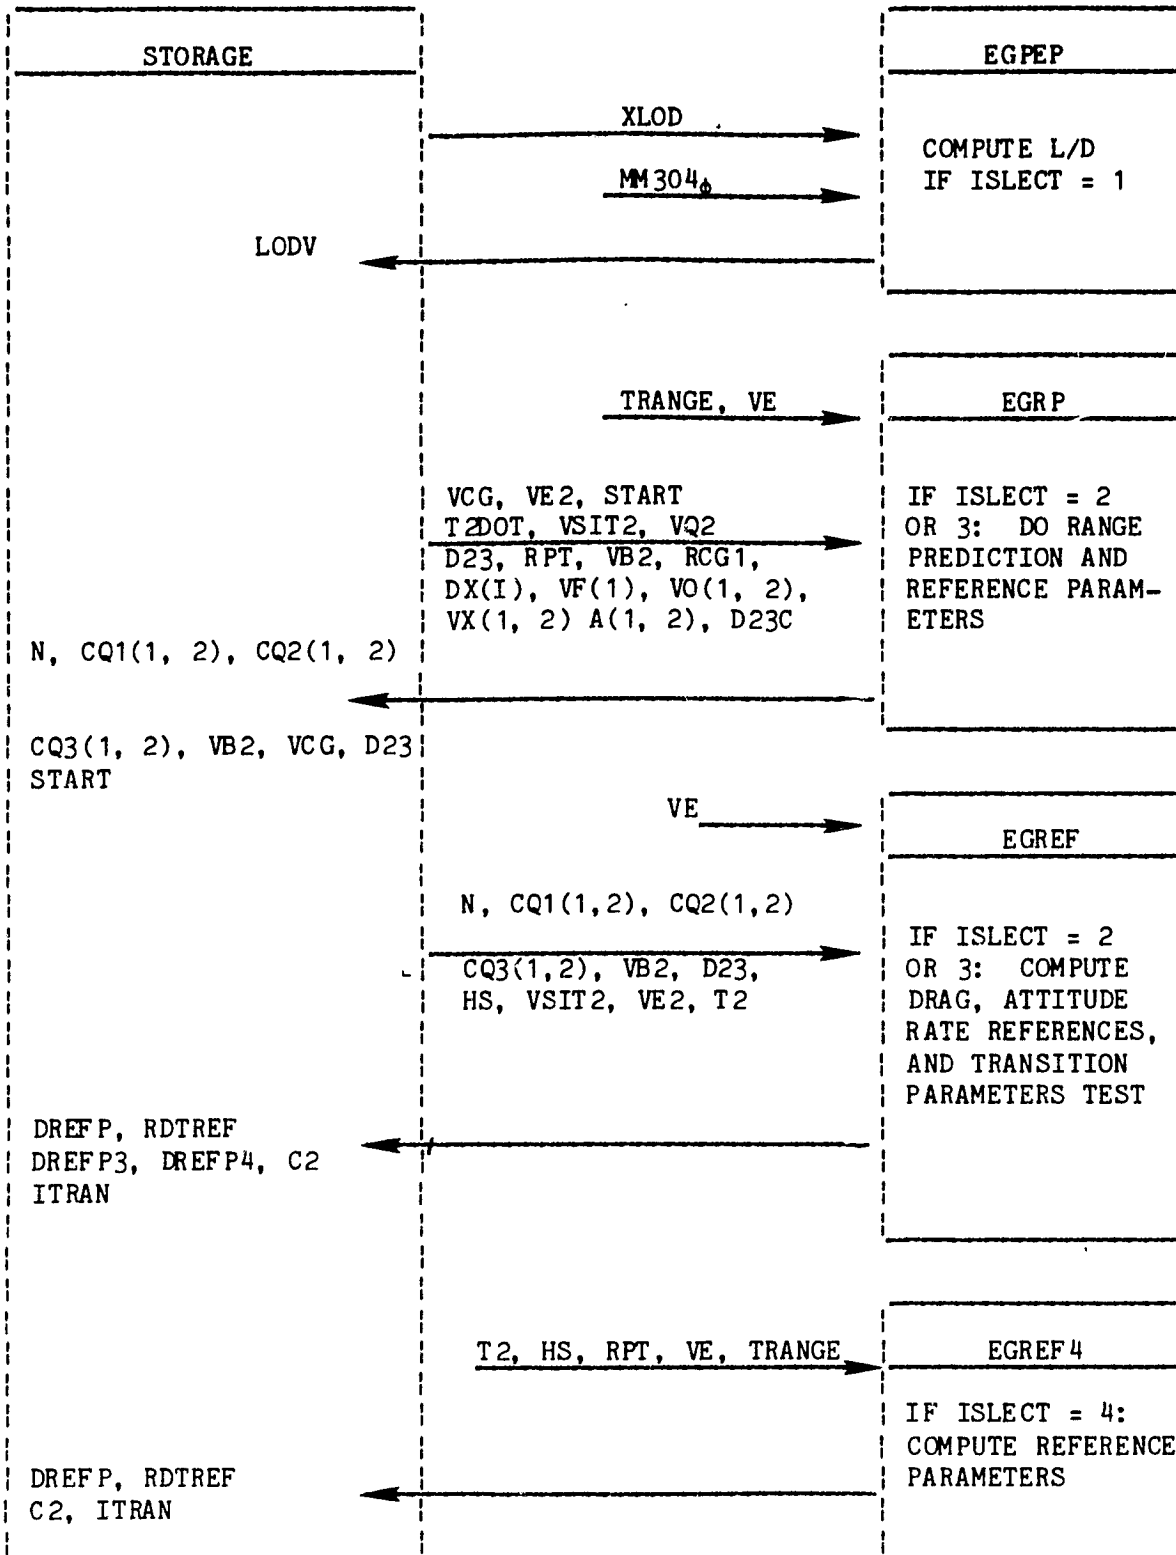 STORAGE
EGPEP
XLOD
COMPUTE L/D
IF ISLECT = 1
MM304ϕ
LODV
TRANGE, VE
EGRP
VCG, VE2, START
T2DOT, VSIT2, VQ2
D23, RPT, VB2, RCG1,
DX(I), VF(1), VO(1, 2),
VX(1, 2) A(1, 2), D23C
IF ISLECT = 2
OR 3: DO RANGE
PREDICTION AND
REFERENCE PARAM-
ETERS
N, CQ1(1, 2), CQ2(1, 2)
CQ3(1, 2), VB2, VCG, D23
START
VE
EGREF
N, CQ1(1,2), CQ2(1,2)
CQ3(1,2), VB2, D23,
HS, VSIT2, VE2, T2
IF ISLECT = 2
OR 3: COMPUTE
DRAG, ATTITUDE
RATE REFERENCES,
AND TRANSITION
PARAMETERS TEST
DREFP, RDTREF
DREFP3, DREFP4, C2
ITRAN
T2, HS, RPT, VE, TRANGE
EGREF4
IF ISLECT = 4:
COMPUTE REFERENCE
PARAMETERS
DREFP, RDTREF
C2, ITRAN